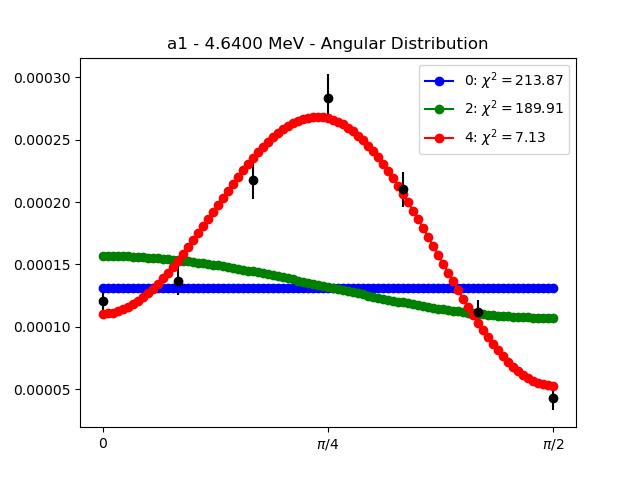 a1 - 4.6400 MeV - Angular Distribution
0: χ² = 213.87
2: χ² = 189.91
4: χ² = 7.13
0.00030
0.00025
0.00020
0.00015
0.00010
0.00005
0 π/4 π/2